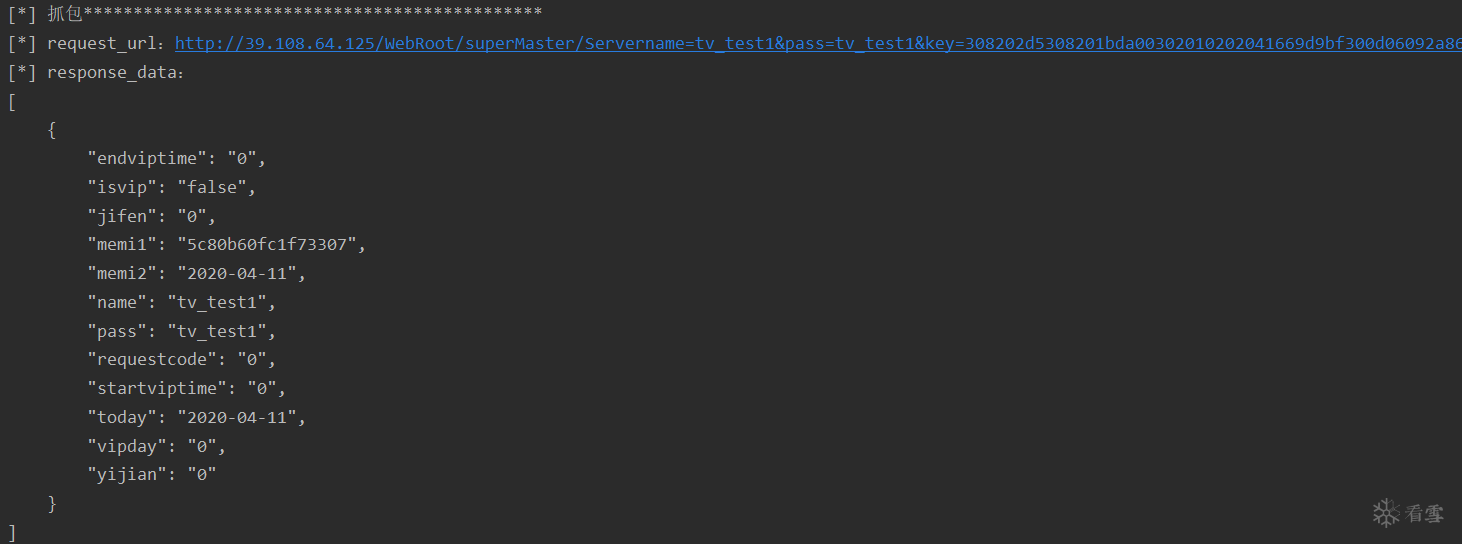 [*] 抓包**********************************************
[*] request_url：http://39.108.64.125/WebRoot/superMaster/Servername=tv_test1&pass=tv_test1&key=308202d5308201bda00302010202041669d9bf300d06092a86
[*] response_data：
[
{
"endviptime": "0",
"isvip": "false",
"jifen": "0",
"memi1": "5c80b60fc1f73307",
"memi2": "2020-04-11",
"name": "tv_test1",
"pass": "tv_test1",
"requestcode": "0",
"startviptime": "0",
"today": "2020-04-11",
"vipday": "0",
"yijian": "0"
}
]
看雪